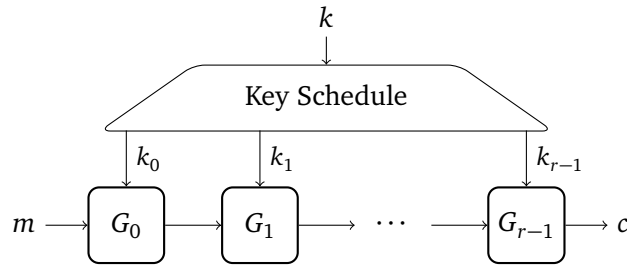 k
Key Schedule
k₀ k₁ kᵣ₋₁
m G₀ G₁ ⋯ Gᵣ₋₁ c